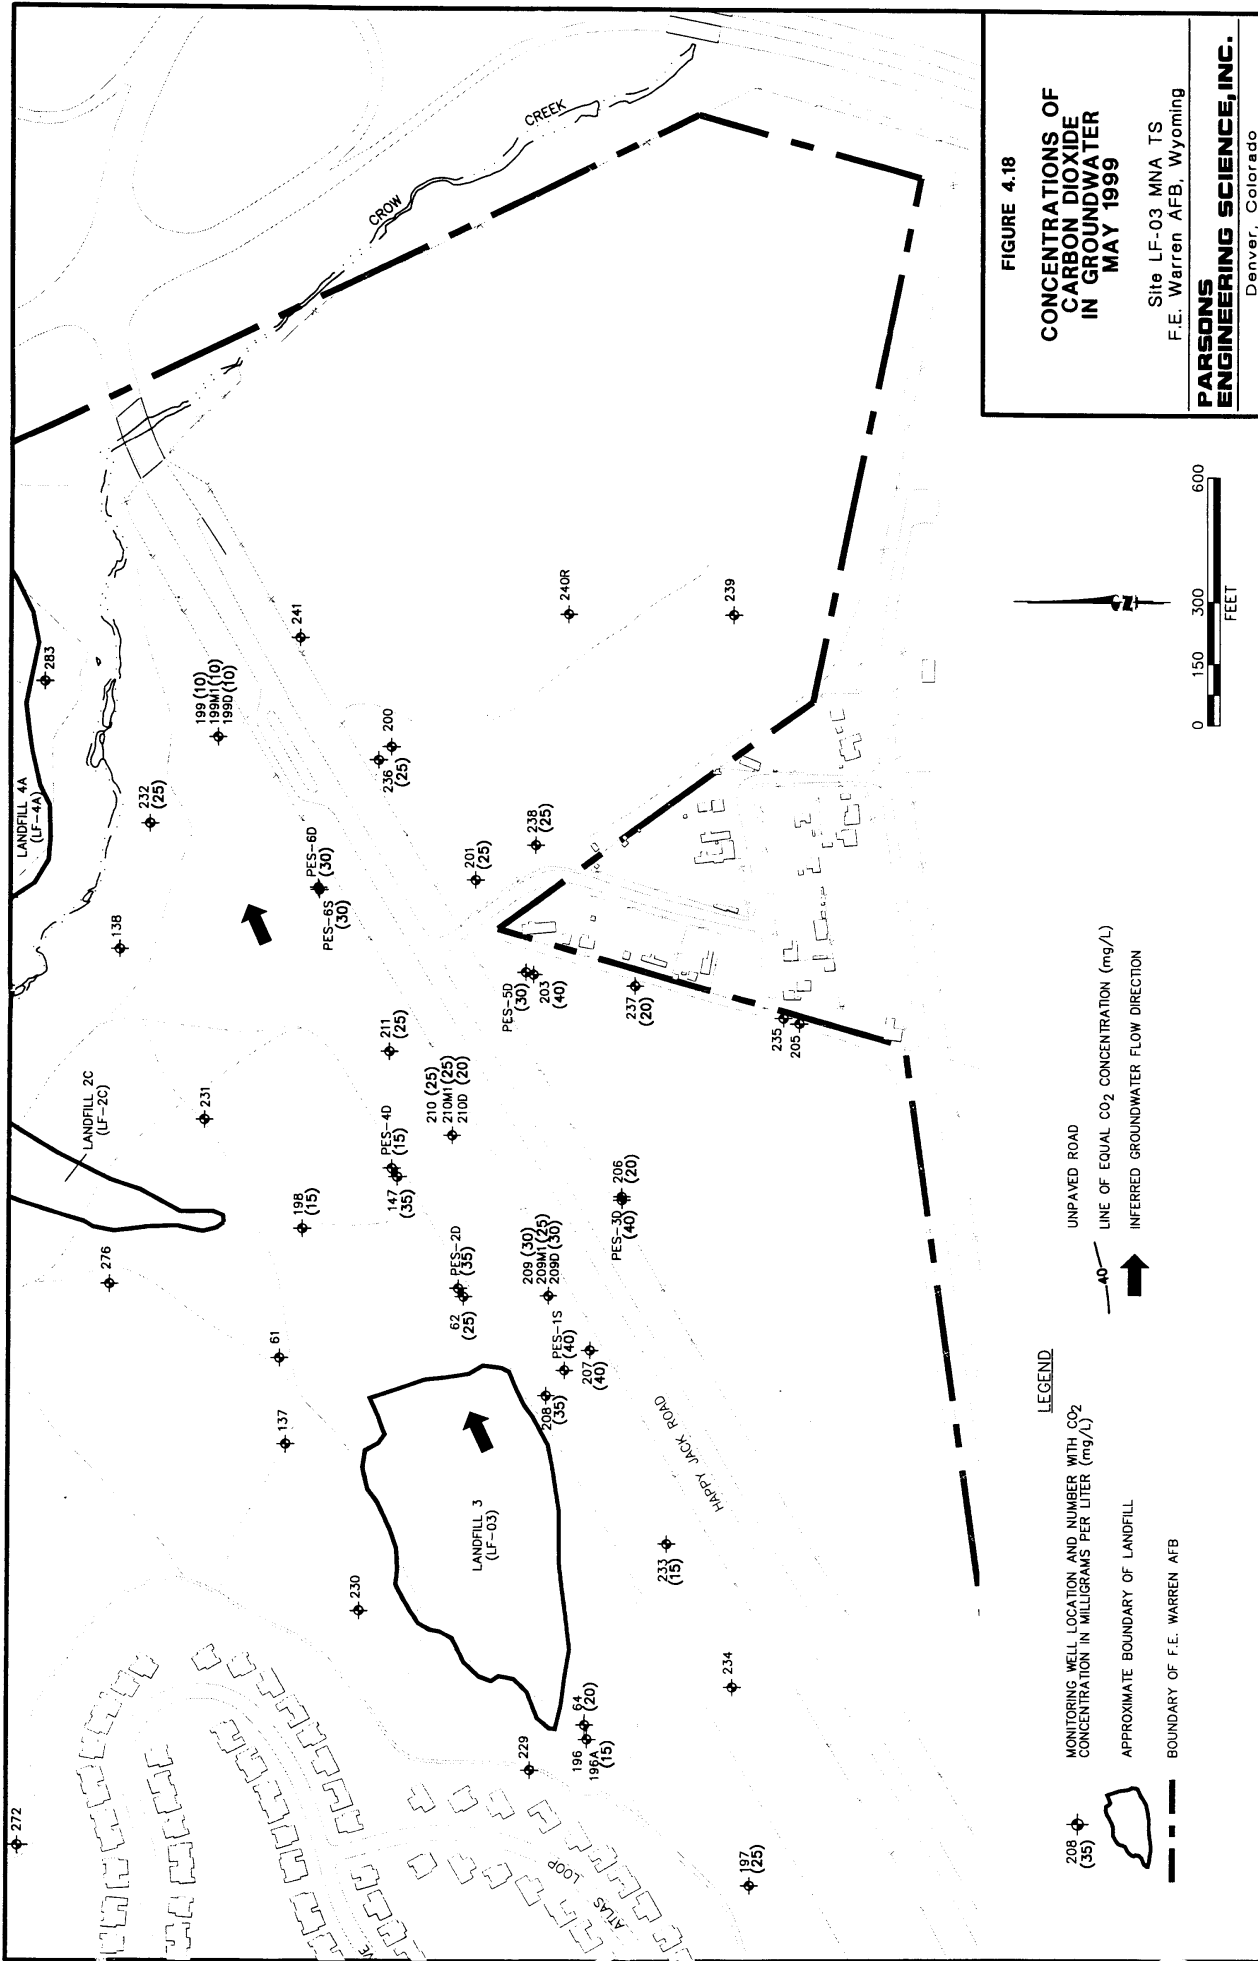 272
229
196
196A
(15)
64
(20)
197
(25)
234
233
(15)
230
137
61
276
LANDFILL 3
(LF-03)
208
(35)
PES-1S
(40)
207
(40)
209 (30)
209M1 (25)
209D (30)
62
(25)
PES-2D
(35)
198
(15)
LANDFILL 2C
(LF-2C)
231
147
(35)
PES-4D
(15)
210 (25)
210M1 (25)
210D (20)
211
(25)
PES-3D
(40)
206
(20)
PES-5D
(30)
203
(40)
237
(20)
235
205
138
PES-6S
(30)
PES-6D
(30)
201
(25)
238
(25)
232
(25)
LANDFILL 4A
(LF-4A)
283
199 (10)
199M1 (10)
199D (10)
236
(25)
200
241
240R
239
ATLAS
LOOP
VE
HAPPY JACK ROAD
CROW
CREEK
LEGEND
208
(35)
MONITORING WELL LOCATION AND NUMBER WITH CO2
CONCENTRATION IN MILLIGRAMS PER LITER (mg/L)
APPROXIMATE BOUNDARY OF LANDFILL
BOUNDARY OF F.E. WARREN AFB
UNPAVED ROAD
40
LINE OF EQUAL CO2 CONCENTRATION (mg/L)
INFERRED GROUNDWATER FLOW DIRECTION
N
0 150 300 600
FEET
FIGURE 4.18
CONCENTRATIONS OF
CARBON DIOXIDE
IN GROUNDWATER
MAY 1999
Site LF-03 MNA TS
F.E. Warren AFB, Wyoming
PARSONS
ENGINEERING SCIENCE, INC.
Denver, Colorado